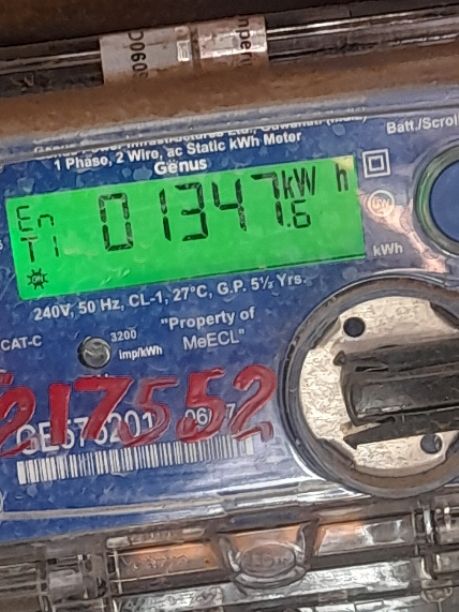 1 Phase, 2 Wire, ac Static kWh Meter
Batt./Scroll
Genus
En 01347.6 kW h
T1
kWh
240V, 50 Hz, CL-1, 27°C, G.P. 5½ Yrs.
CAT-C
3200
imp/kWh
"Property of
MeECL"
217552